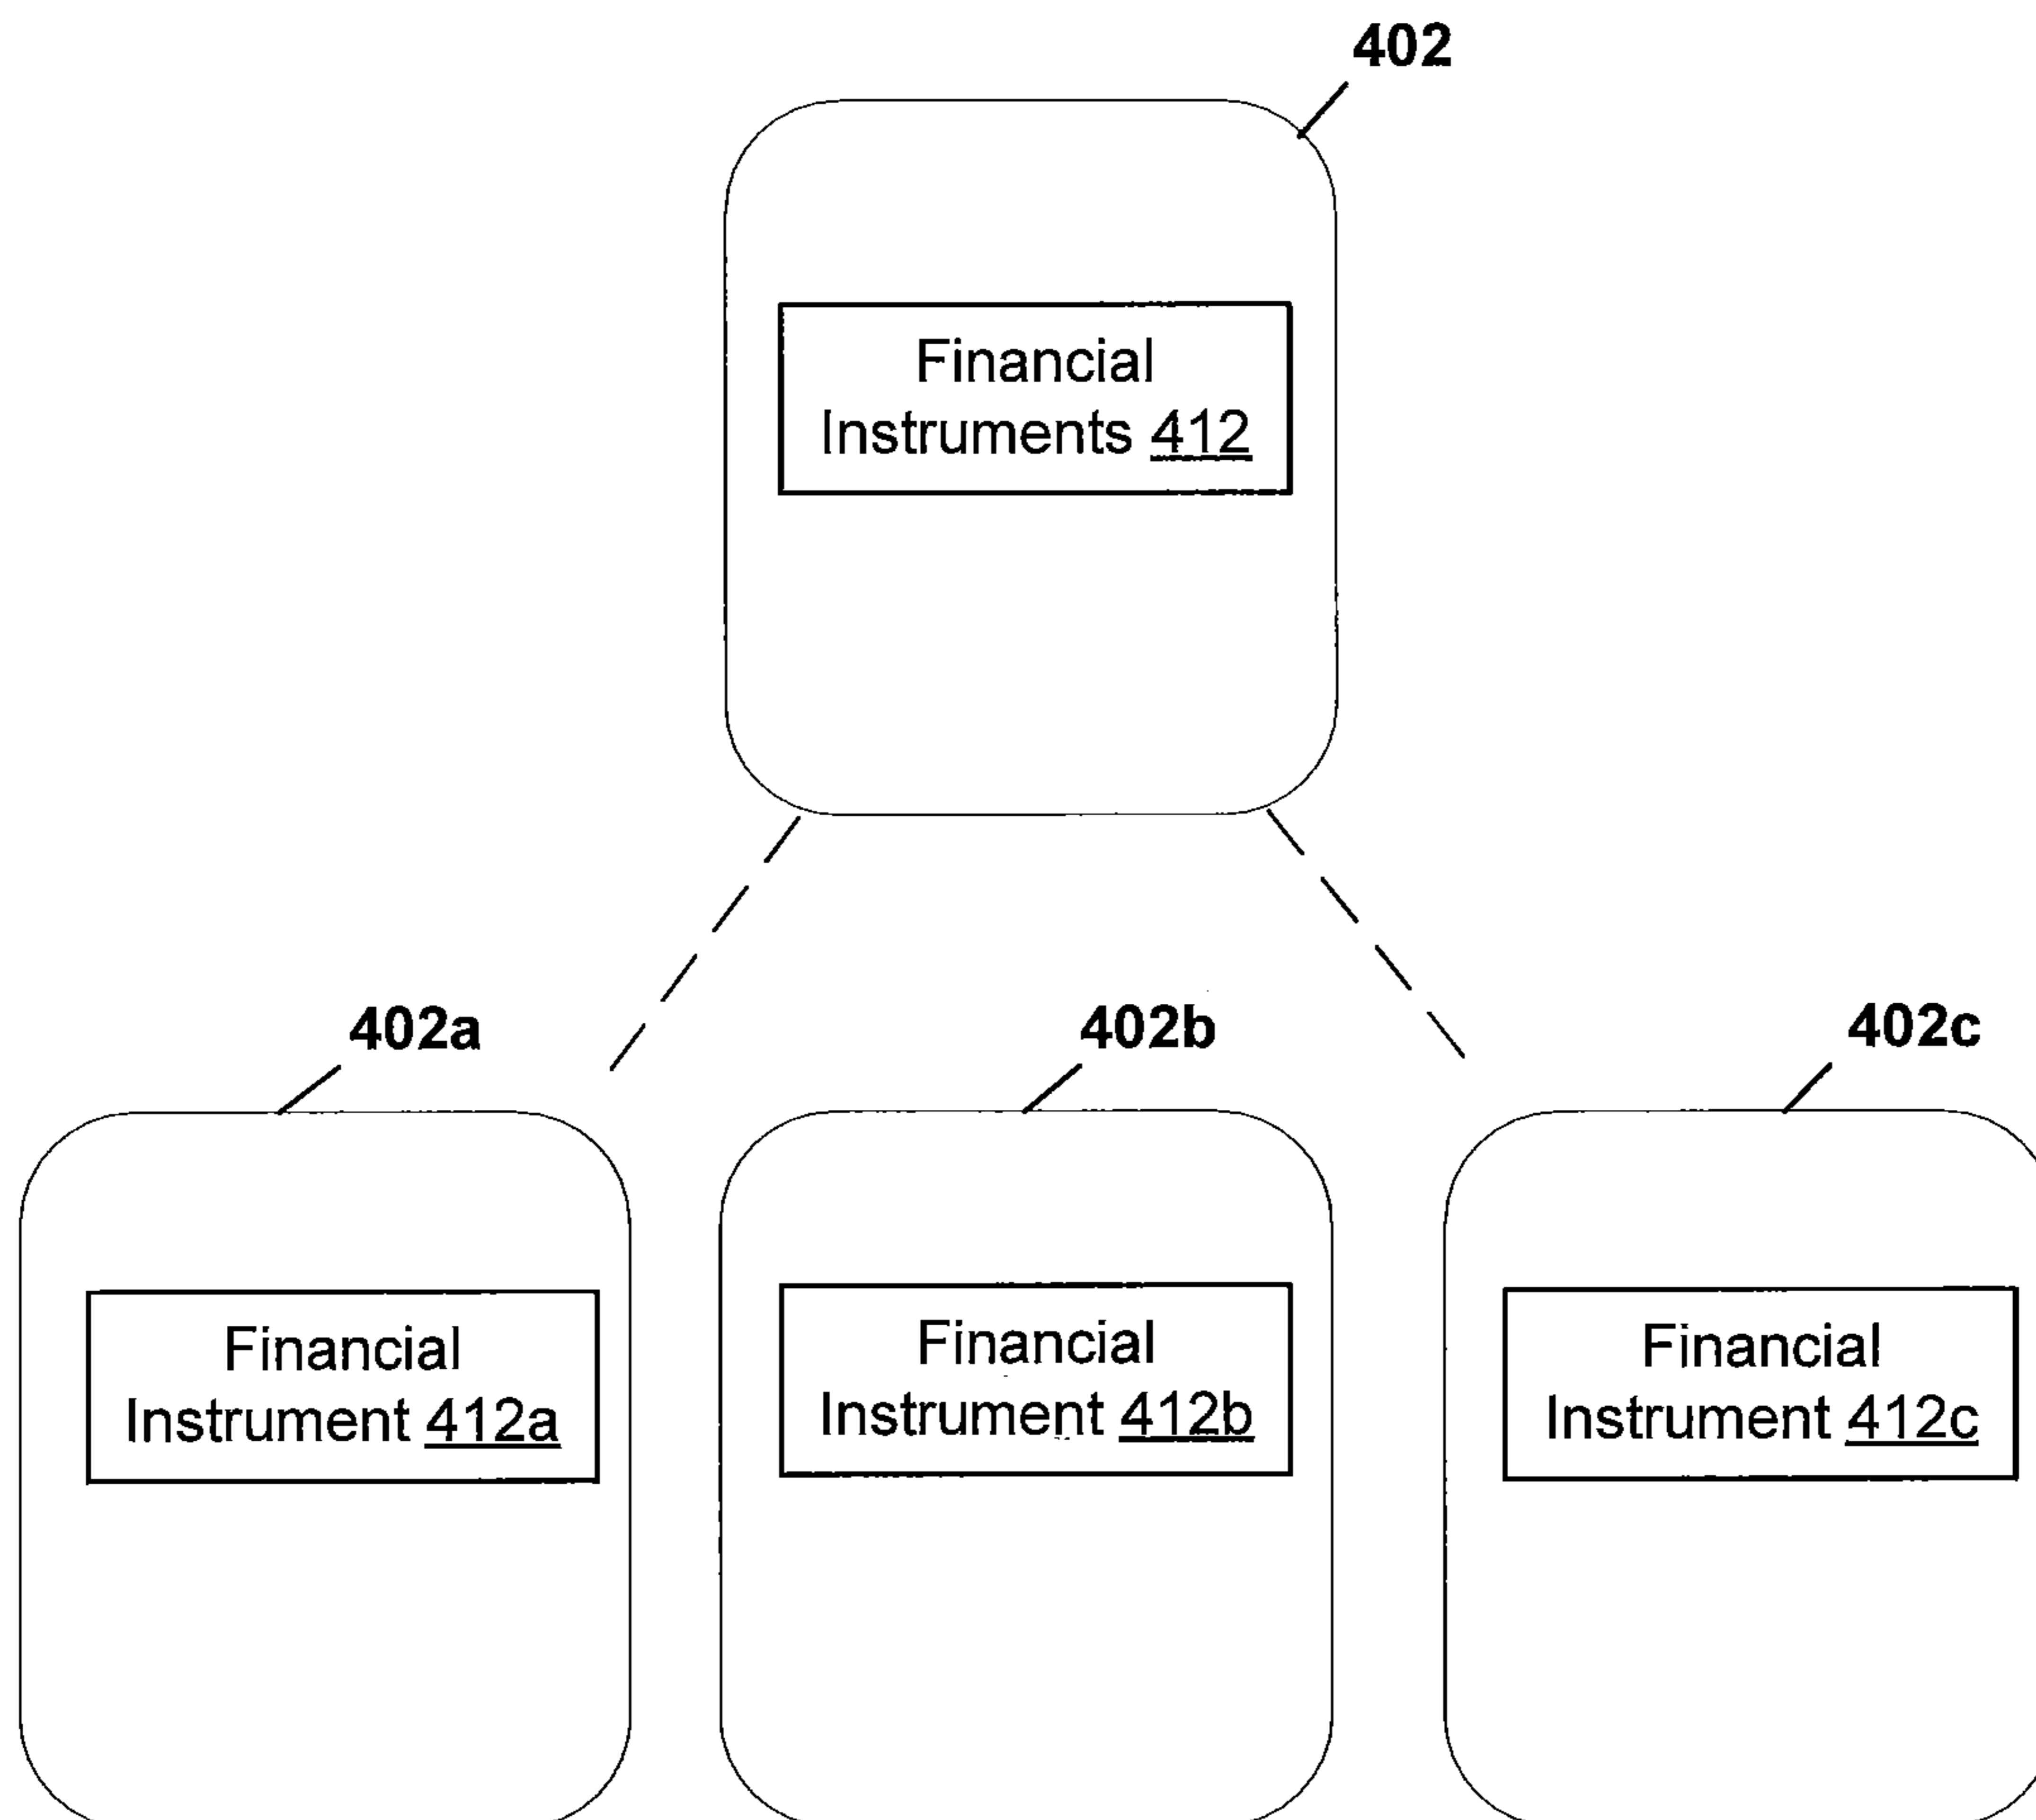 402
Financial
Instruments 412
402a
402b
402c
Financial
Instrument 412a
Financial
Instrument 412b
Financial
Instrument 412c